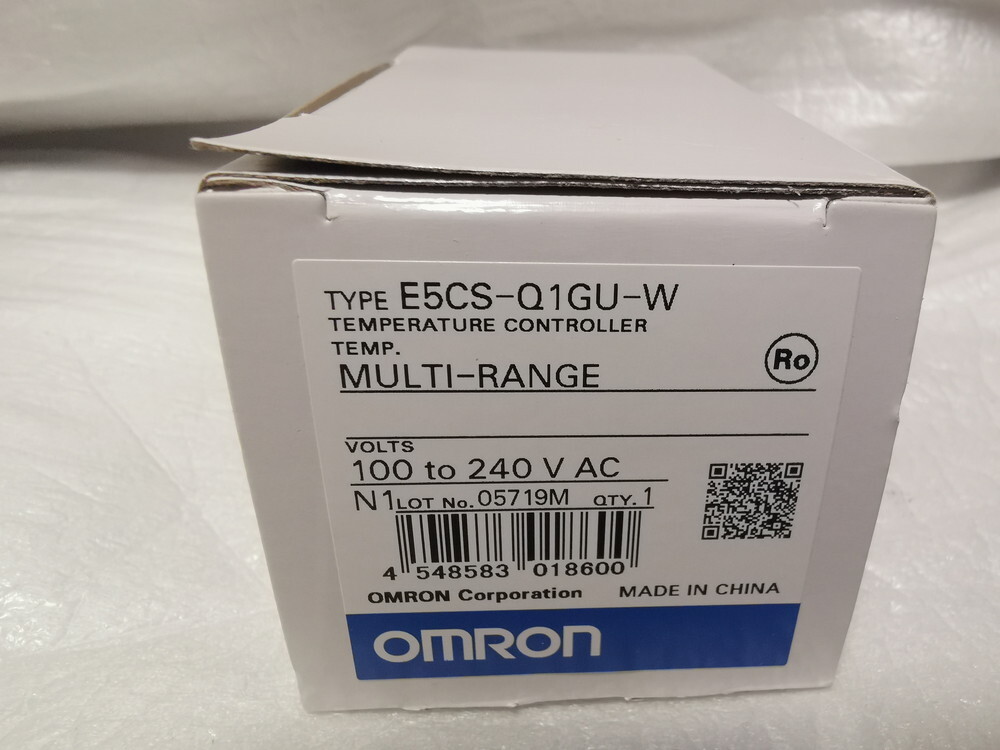 TYPE E5CS-Q1GU-W
TEMPERATURE CONTROLLER
TEMP.
MULTI-RANGE
Ro
VOLTS
100 to 240 V AC
N1 LOT No. 05719M QTY. 1
4 548583 018600
OMRON Corporation MADE IN CHINA
OMRON